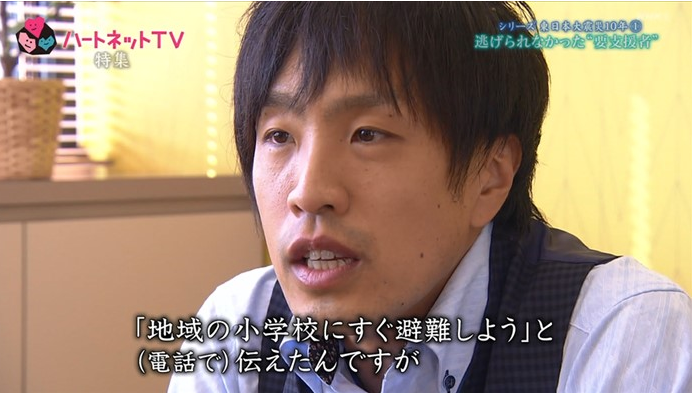 ハートネットTV
特集
シリーズ 東日本大震災10年①
逃げられなかった“要支援者”
「地域の小学校にすぐ避難しよう」と
(電話で)伝えたんですが